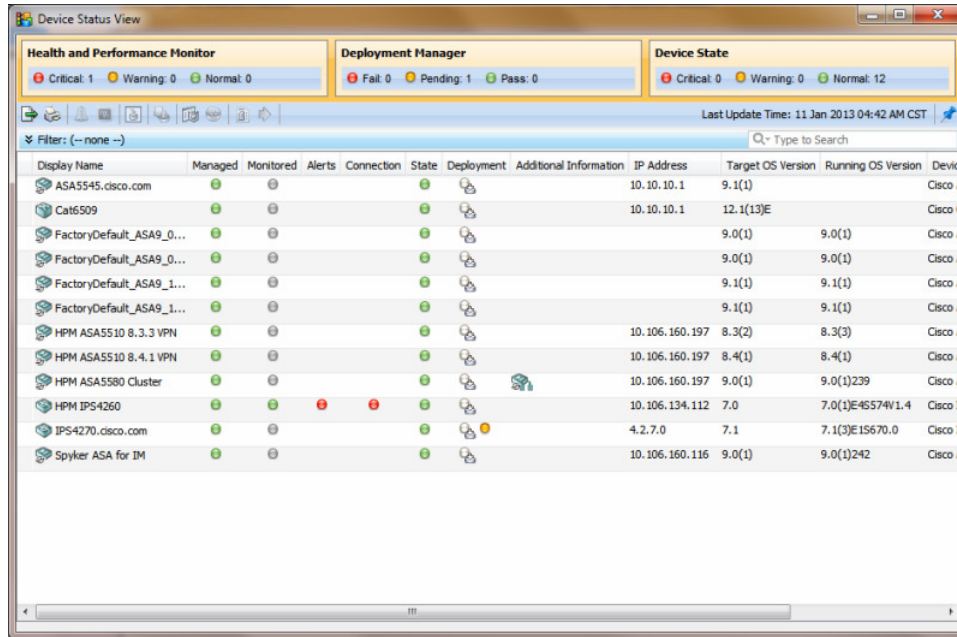 Device Status View
Health and Performance Monitor
Critical: 1 Warning: 0 Normal: 0
Deployment Manager
Fail: 0 Pending: 1 Pass: 0
Device State
Critical: 0 Warning: 0 Normal: 12
Last Update Time: 11 Jan 2013 04:42 AM CST
Filter: (-- none --)
Type to Search
Display Name Managed Monitored Alerts Connection State Deployment Additional Information IP Address Target OS Version Running OS Version Devic
ASA5545.cisco.com 10.10.10.1 9.1(1) Cisco
Cat6509 10.10.10.1 12.1(13)E Cisco
FactoryDefault_ASA9_0... 9.0(1) 9.0(1) Cisco
FactoryDefault_ASA9_0... 9.0(1) 9.0(1) Cisco
FactoryDefault_ASA9_1... 9.1(1) 9.1(1) Cisco
FactoryDefault_ASA9_1... 9.1(1) 9.1(1) Cisco
HPM ASA5510 8.3.3 VPN 10.106.160.197 8.3(2) 8.3(3) Cisco
HPM ASA5510 8.4.1 VPN 10.106.160.197 8.4(1) 8.4(1) Cisco
HPM ASA5580 Cluster 10.106.160.197 9.0(1) 9.0(1)239 Cisco
HPM IPS4260 10.106.134.112 7.0 7.0(1)E4S574V1.4 Cisco
IPS4270.cisco.com 4.2.7.0 7.1 7.1(3)E1S670.0 Cisco
Spyker ASA for IM 10.106.160.116 9.0(1) 9.0(1)242 Cisco